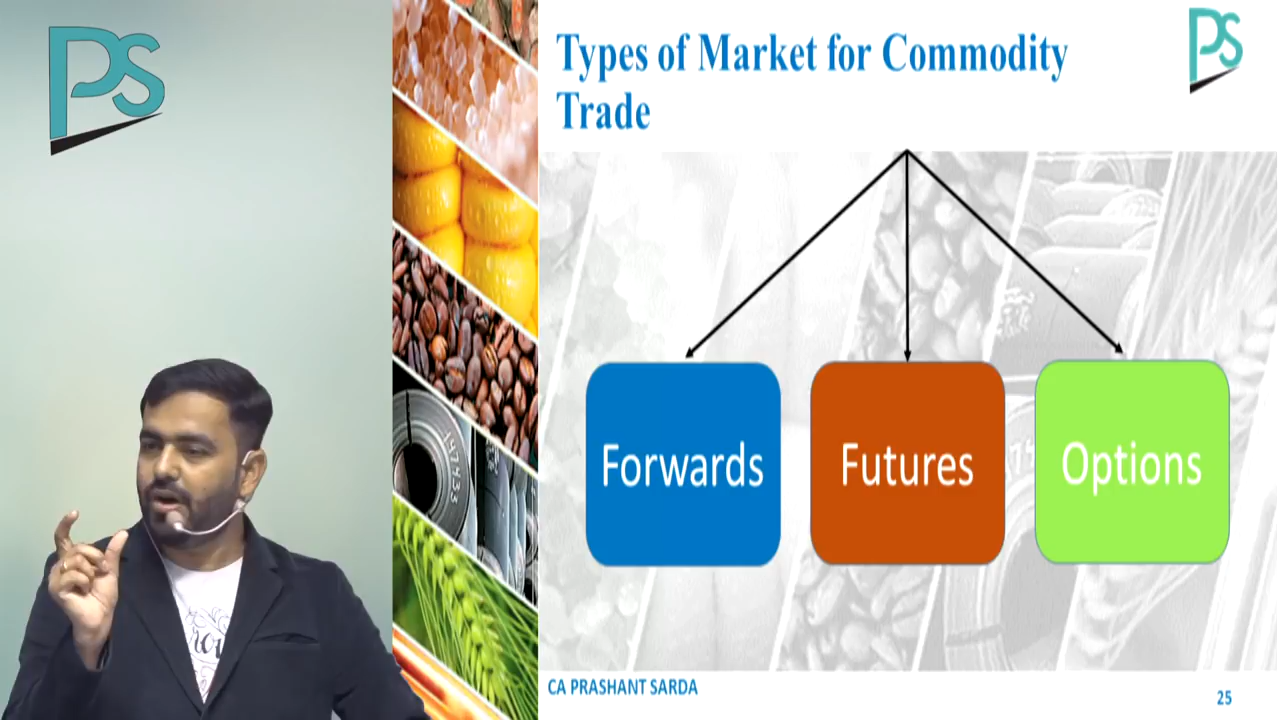 PS
Types of Market for Commodity
Trade
PS
Forwards
Futures
Options
CA PRASHANT SARDA
25